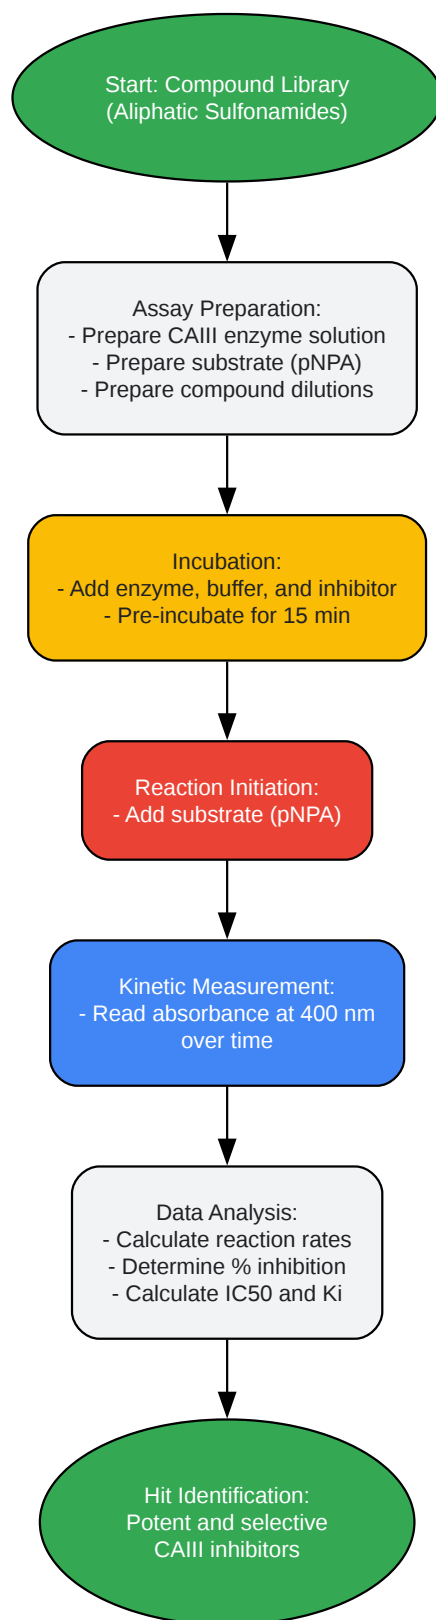 Start: Compound Library
(Aliphatic Sulfonamides)
Assay Preparation:
- Prepare CAIII enzyme solution
- Prepare substrate (pNPA)
- Prepare compound dilutions
Incubation:
- Add enzyme, buffer, and inhibitor
- Pre-incubate for 15 min
Reaction Initiation:
- Add substrate (pNPA)
Kinetic Measurement:
- Read absorbance at 400 nm
over time
Data Analysis:
- Calculate reaction rates
- Determine % inhibition
- Calculate IC50 and Ki
Hit Identification:
Potent and selective
CAIII inhibitors